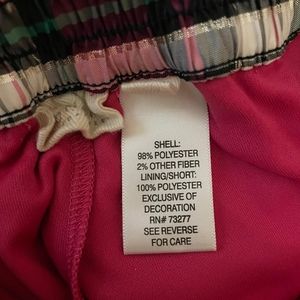 SHELL:
98% POLYESTER
2% OTHER FIBER
LINING/SHORT:
100% POLYESTER
EXCLUSIVE OF
DECORATION
RN# 73277
SEE REVERSE
FOR CARE